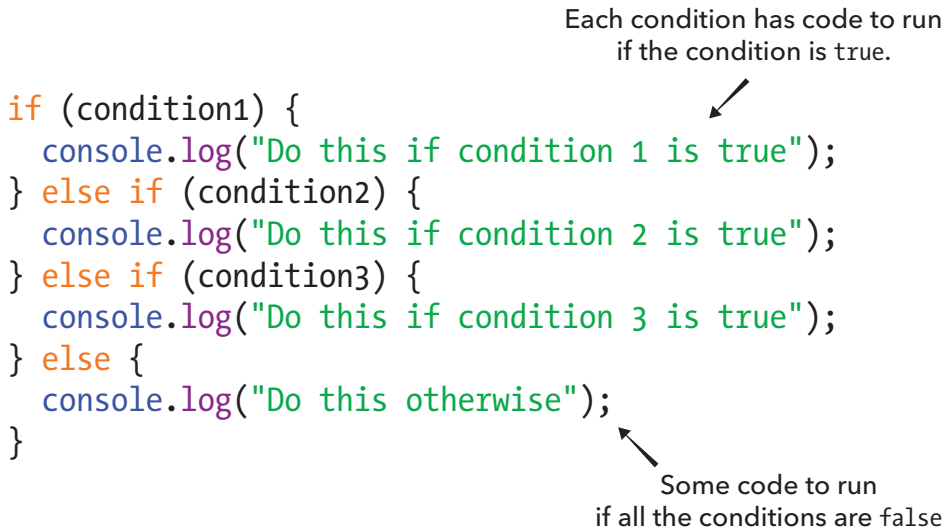 Each condition has code to run
if the condition is true.
if (condition1) {
  console.log("Do this if condition 1 is true");
} else if (condition2) {
  console.log("Do this if condition 2 is true");
} else if (condition3) {
  console.log("Do this if condition 3 is true");
} else {
  console.log("Do this otherwise");
}
Some code to run
if all the conditions are false